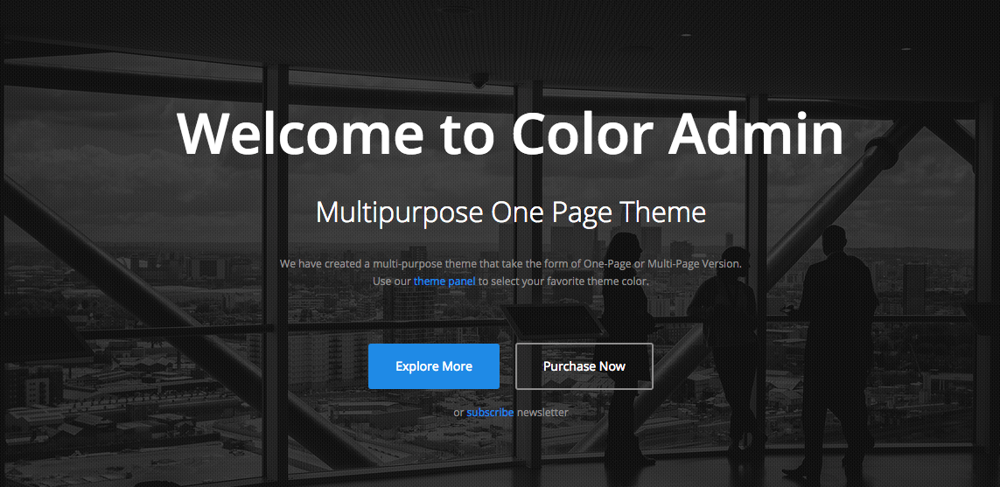 Welcome to Color Admin
Multipurpose One Page Theme
We have created a multi-purpose theme that take the form of One-Page or Multi-Page Version.
Use our theme panel to select your favorite theme color.
Explore More
Purchase Now
or subscribe newsletter